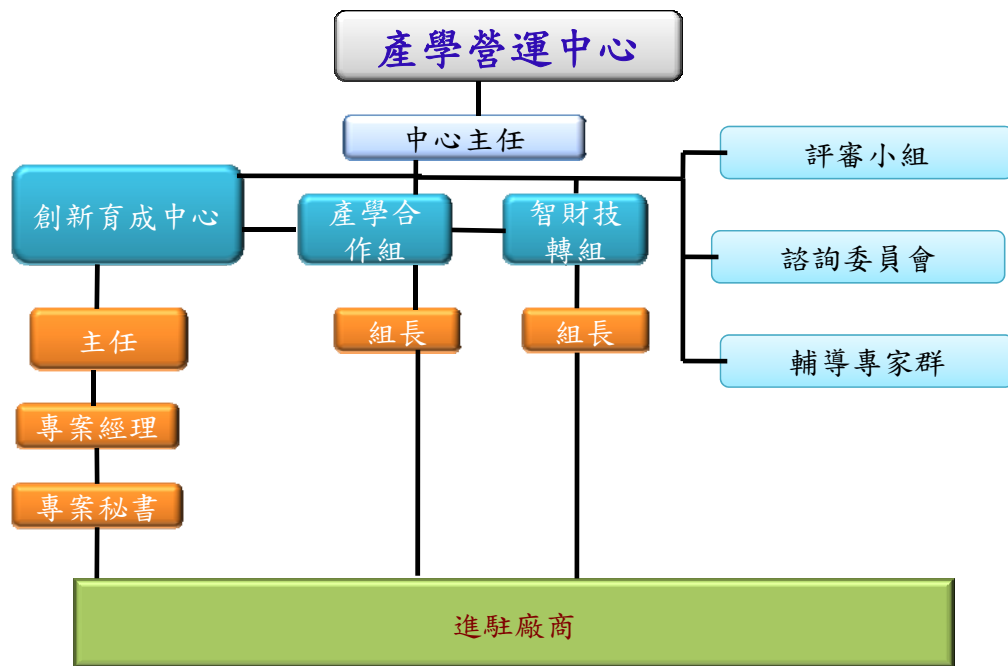 產學營運中心
中心主任
評審小組
創新育成中心
產學合
作組
智財技
轉組
諮詢委員會
主任
組長
組長
輔導專家群
專案經理
專案秘書
進駐廠商